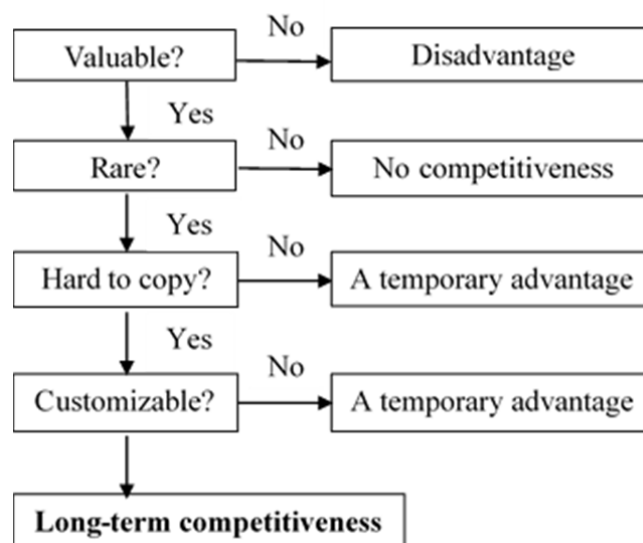 No
Valuable?
Disadvantage
Yes
No
Rare?
No competitiveness
Yes
No
Hard to copy?
A temporary advantage
Yes
No
Customizable?
A temporary advantage
Long-term competitiveness